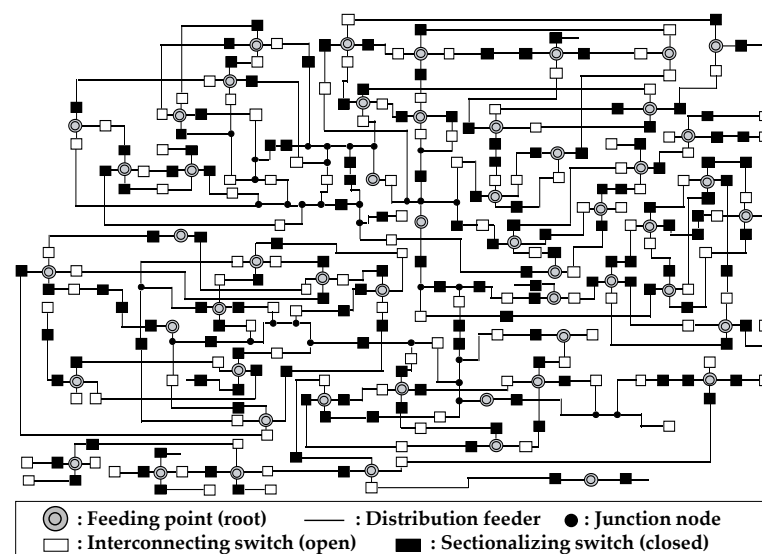 : Feeding point (root) : Distribution feeder : Junction node
: Interconnecting switch (open) : Sectionalizing switch (closed)